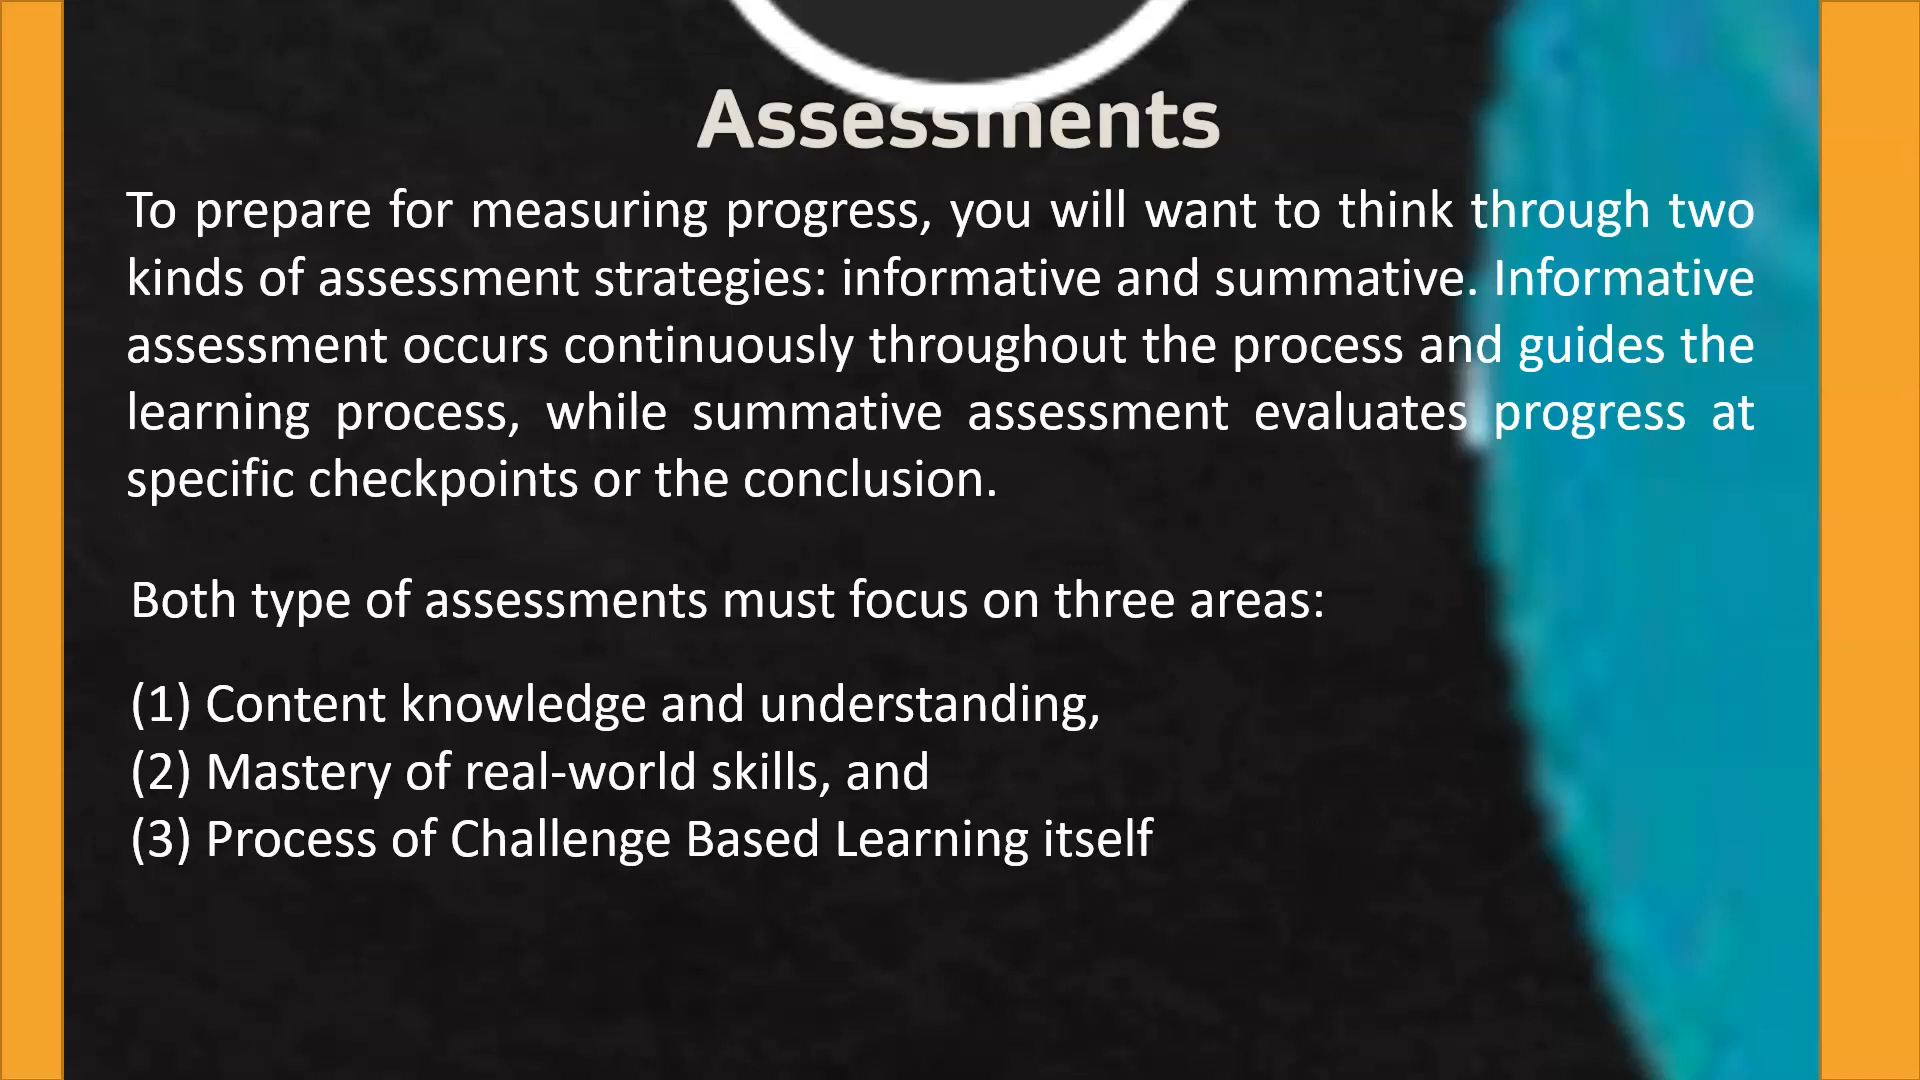 Assessments
To prepare for measuring progress, you will want to think through two
kinds of assessment strategies: informative and summative. Informative
assessment occurs continuously throughout the process and guides the
learning process, while summative assessment evaluates progress at
specific checkpoints or the conclusion.
Both type of assessments must focus on three areas:
(1) Content knowledge and understanding,
(2) Mastery of real-world skills, and
(3) Process of Challenge Based Learning itself